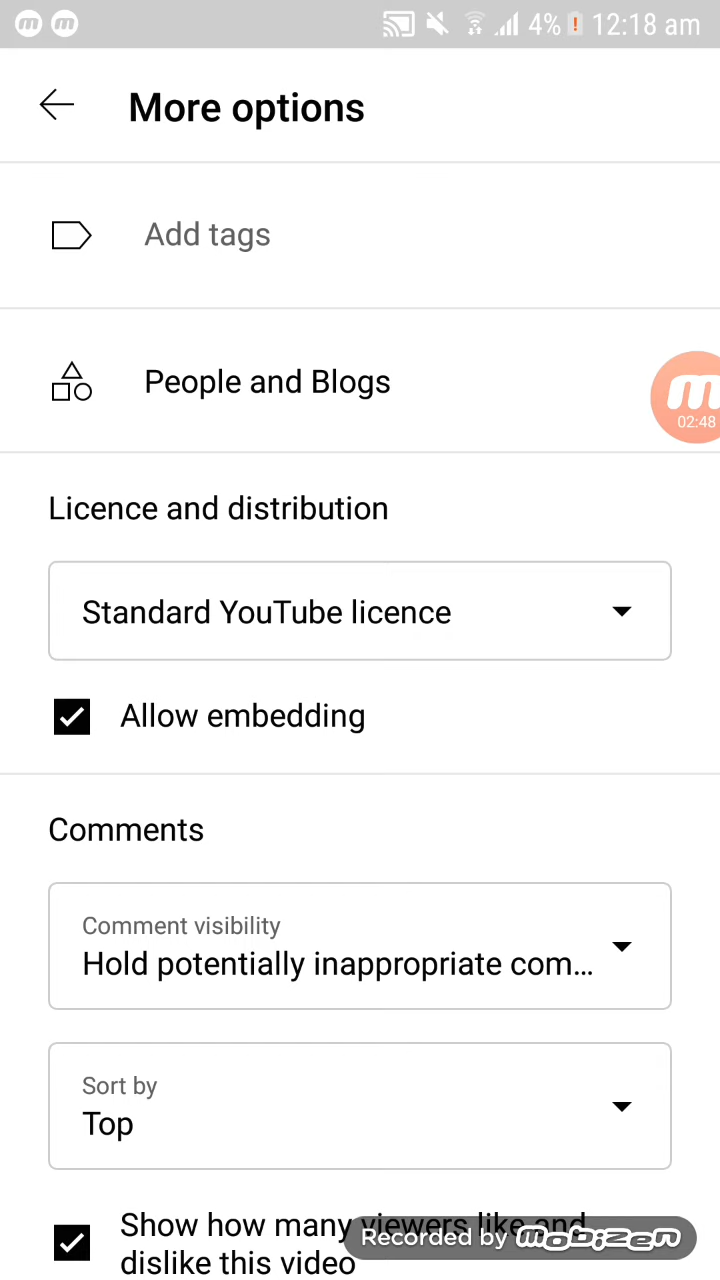 4% 12:18 am
More options
Add tags
People and Blogs
02:48
Licence and distribution
Standard YouTube licence
Allow embedding
Comments
Comment visibility
Hold potentially inappropriate com...
Sort by
Top
Show how many viewers like and
dislike this video
Recorded by mobizen